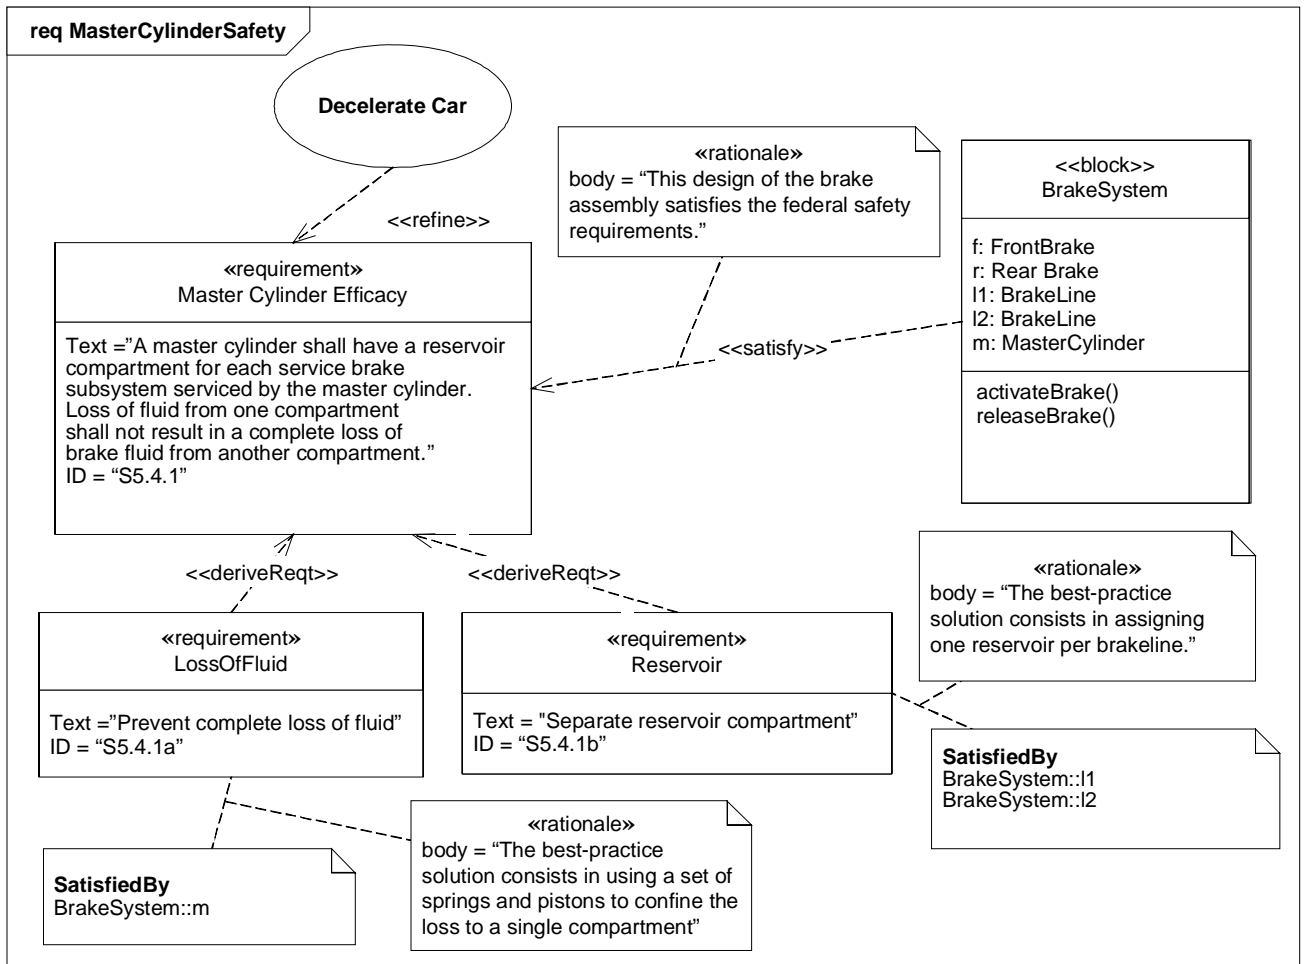 req MasterCylinderSafety
Decelerate Car
<<refine>>
«rationale»
body = “This design of the brake
assembly satisfies the federal safety
requirements.”
<<block>>
BrakeSystem
f: FrontBrake
r: Rear Brake
l1: BrakeLine
l2: BrakeLine
m: MasterCylinder
activateBrake()
releaseBrake()
«requirement»
Master Cylinder Efficacy
Text =”A master cylinder shall have a reservoir
compartment for each service brake
subsystem serviced by the master cylinder.
Loss of fluid from one compartment
shall not result in a complete loss of
brake fluid from another compartment.”
ID = “S5.4.1”
<<satisfy>>
<<deriveReqt>>
<<deriveReqt>>
«requirement»
LossOfFluid
Text =”Prevent complete loss of fluid”
ID = “S5.4.1a”
«requirement»
Reservoir
Text = "Separate reservoir compartment”
ID = “S5.4.1b”
«rationale»
body = “The best-practice
solution consists in assigning
one reservoir per brakeline.”
SatisfiedBy
BrakeSystem::l1
BrakeSystem::l2
«rationale»
body = “The best-practice
solution consists in using a set of
springs and pistons to confine the
loss to a single compartment”
SatisfiedBy
BrakeSystem::m